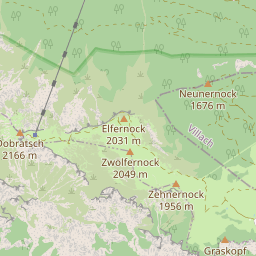 Neunernock
1676 m
Villach
Elfernock
2031 m
Dobratsch
2166 m
Zwölfernock
2049 m
Zehnernock
1956 m
Graskopf